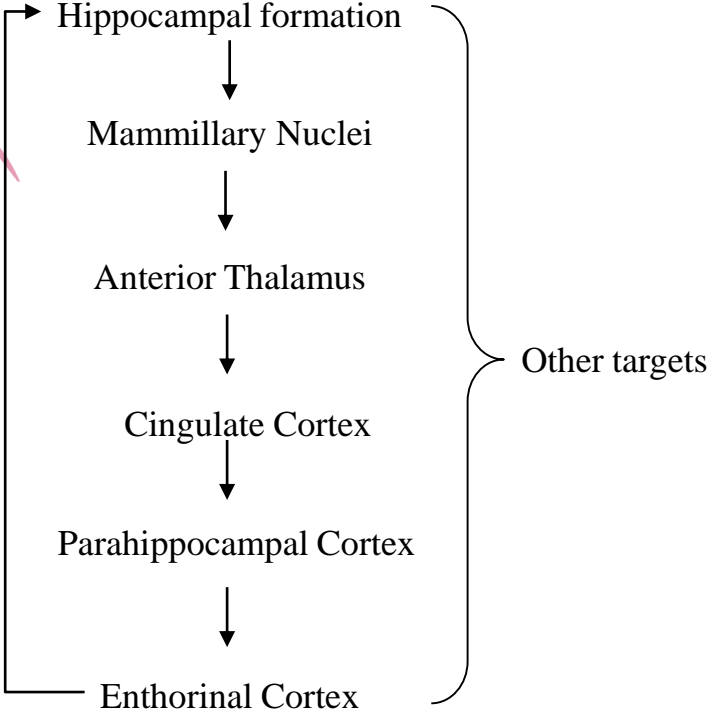 Hippocampal formation
Mammillary Nuclei
Anterior Thalamus
Other targets
Cingulate Cortex
Parahippocampal Cortex
Enthorinal Cortex